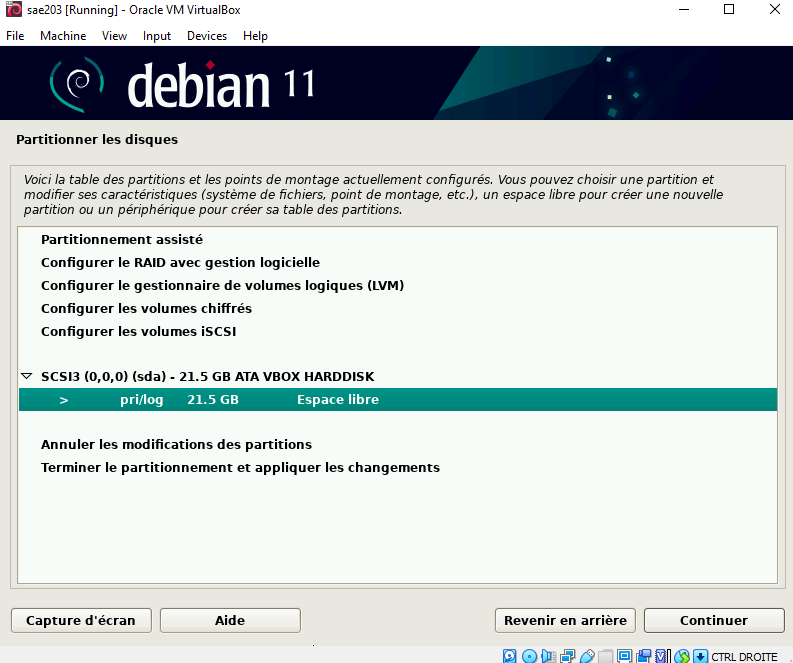 sae203 [Running] - Oracle VM VirtualBox
File Machine View Input Devices Help
debian 11
Partitionner les disques
Voici la table des partitions et les points de montage actuellement configurés. Vous pouvez choisir une partition et
modifier ses caractéristiques (système de fichiers, point de montage, etc.), un espace libre pour créer une nouvelle
partition ou un périphérique pour créer sa table des partitions.
Partitionnement assisté
Configurer le RAID avec gestion logicielle
Configurer le gestionnaire de volumes logiques (LVM)
Configurer les volumes chiffrés
Configurer les volumes iSCSI
SCSI3 (0,0,0) (sda) - 21.5 GB ATA VBOX HARDDISK
> pri/log 21.5 GB Espace libre
Annuler les modifications des partitions
Terminer le partitionnement et appliquer les changements
Capture d'écran Aide Revenir en arrière Continuer
CTRL DROITE